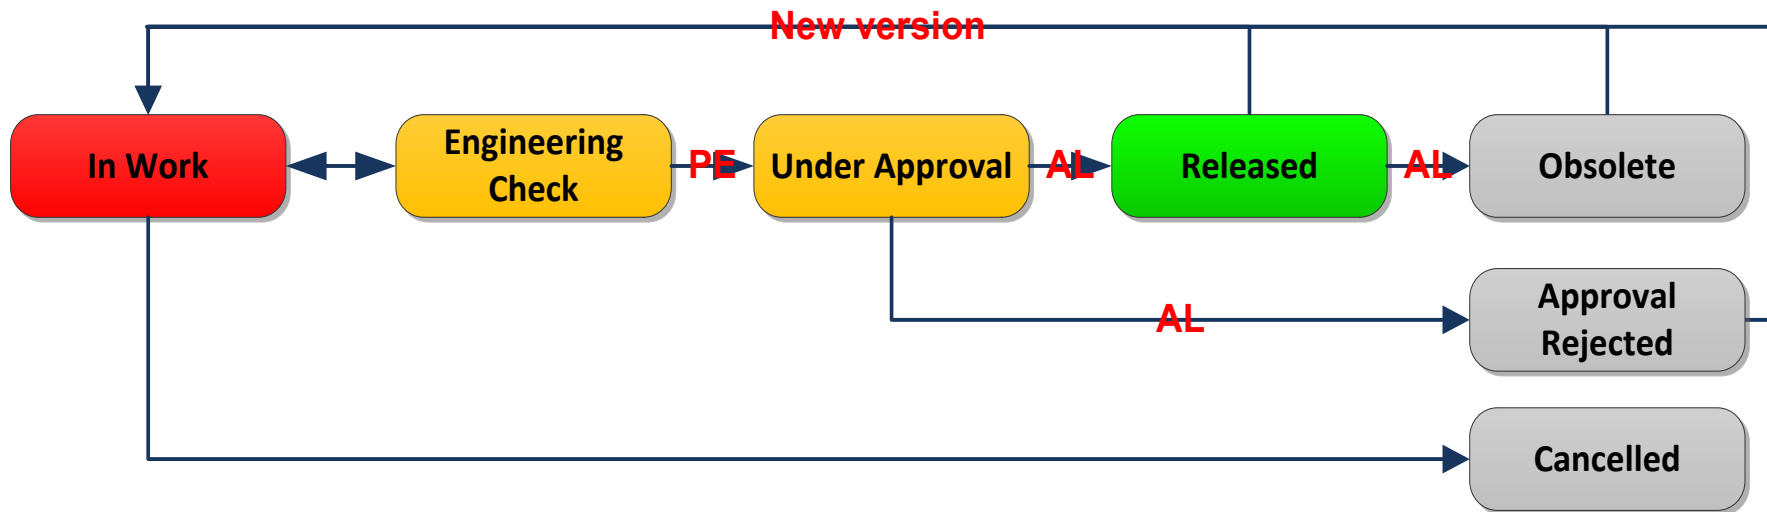 New version
In Work
Engineering
Check
PE
Under Approval
AL
Released
AL
Obsolete
AL
Approval
Rejected
Cancelled